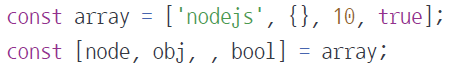 const array = ['nodejs', {}, 10, true];
const [node, obj, , bool] = array;